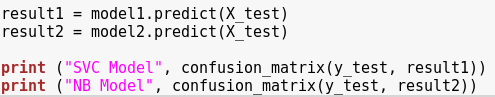 result1 = model1.predict(X_test)
result2 = model2.predict(X_test)
print ("SVC Model", confusion_matrix(y_test, result1))
print ("NB Model", confusion_matrix(y_test, result2))